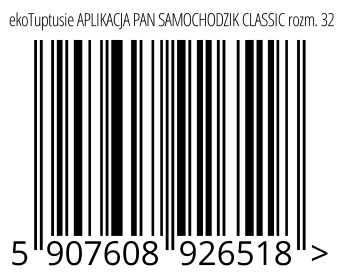 ekoTuptusie APLIKACJA PAN SAMOCHODZIK CLASSIC rozm. 32
5 907608 926518 >